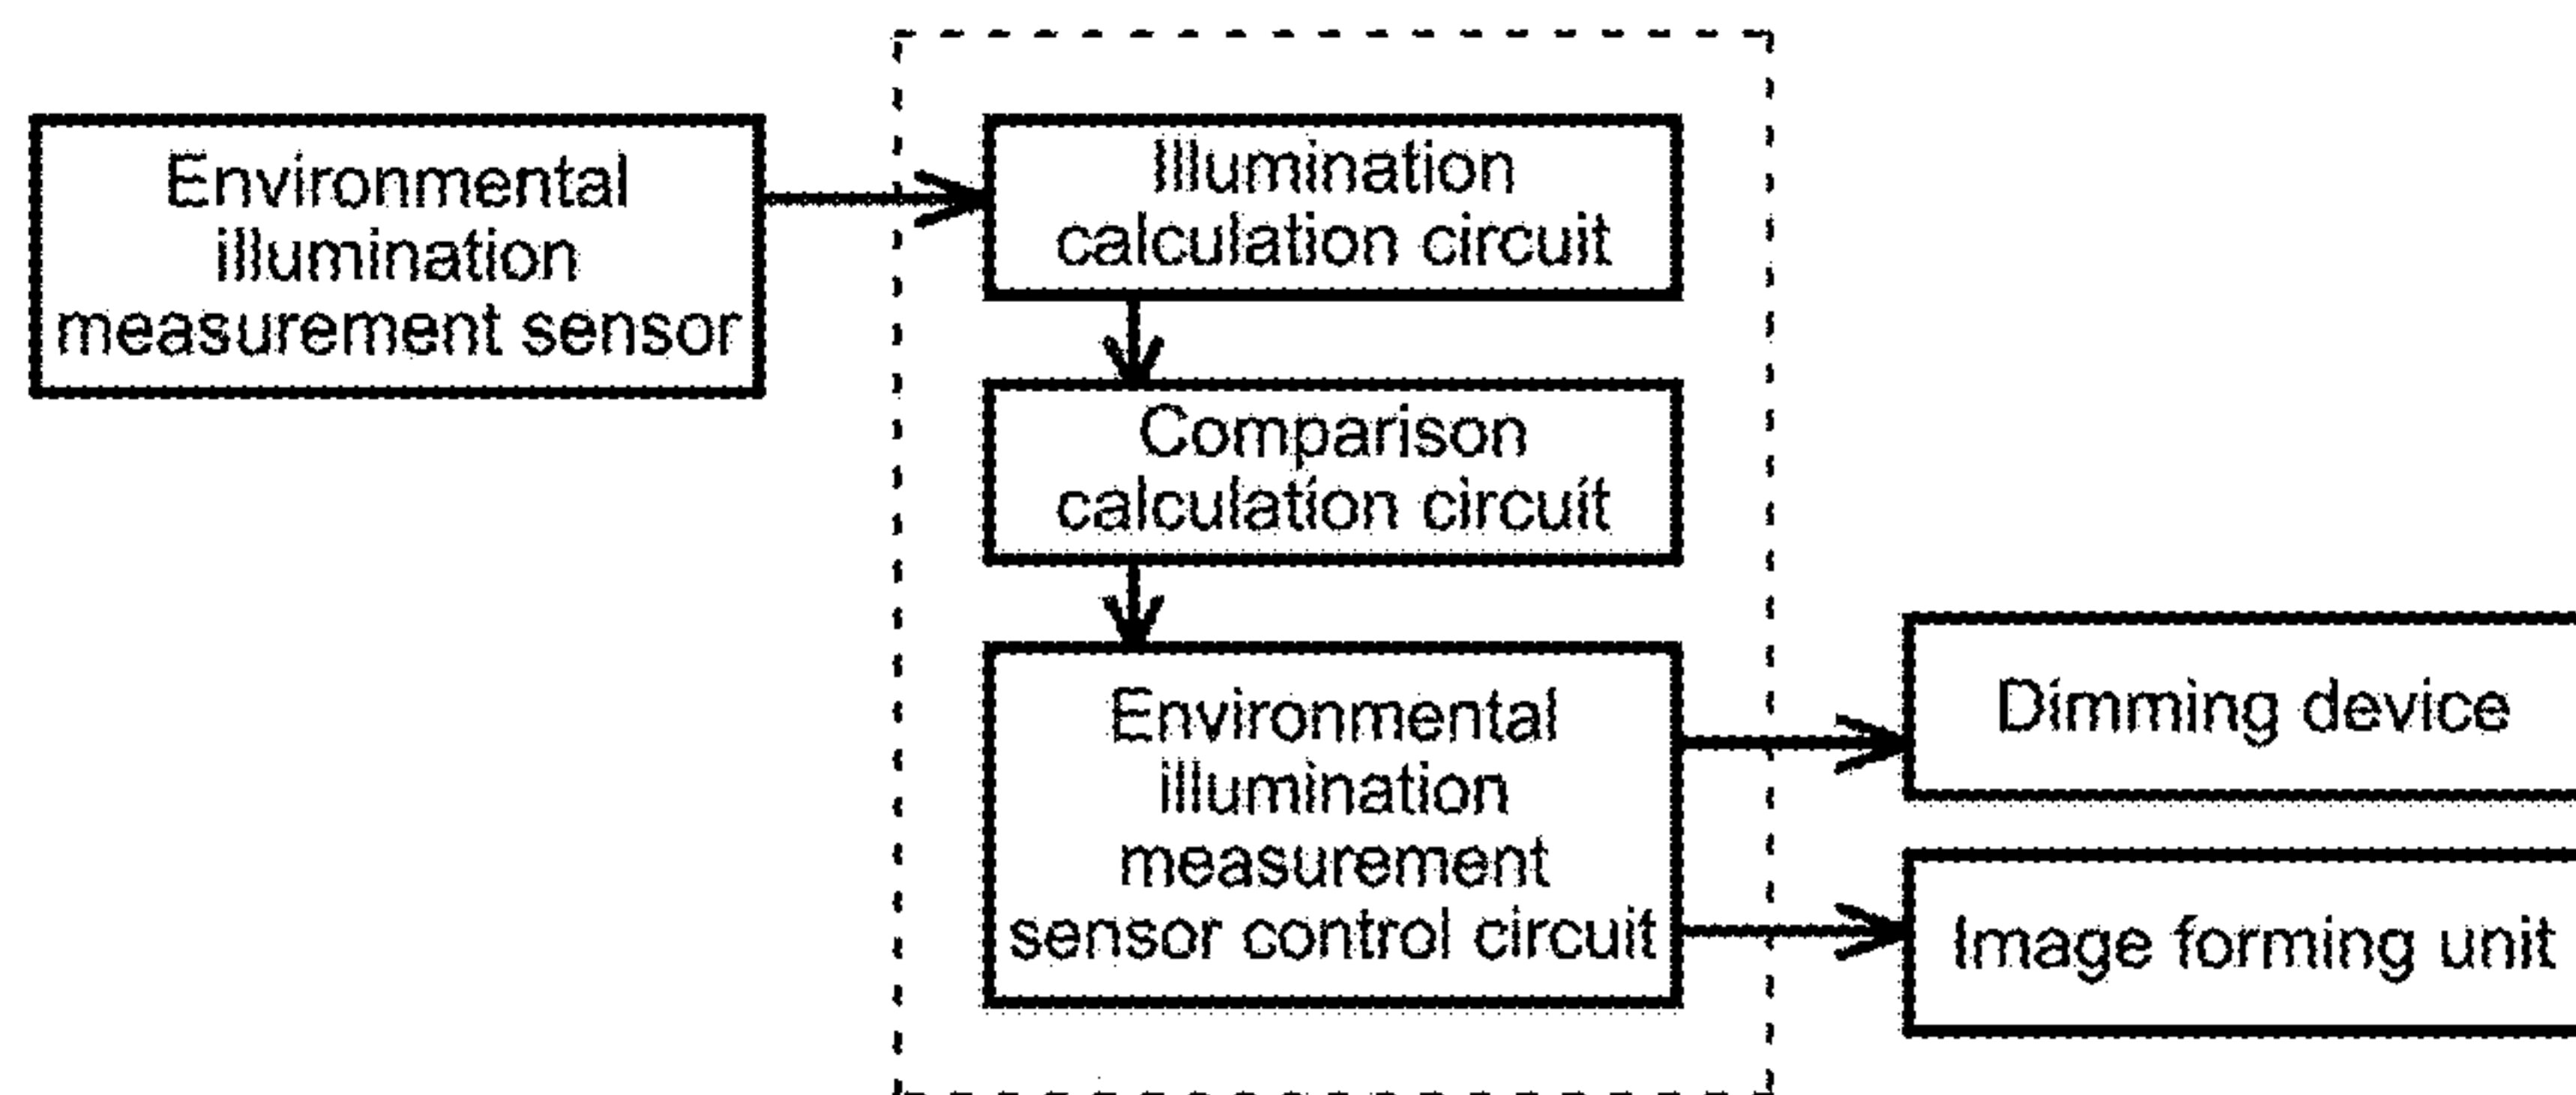 Environmental
illumination
measurement sensor
Illumination
calculation circuit
Comparison
calculation circuit
Environmental
illumination
measurement
sensor control circuit
Dimming device
Image forming unit